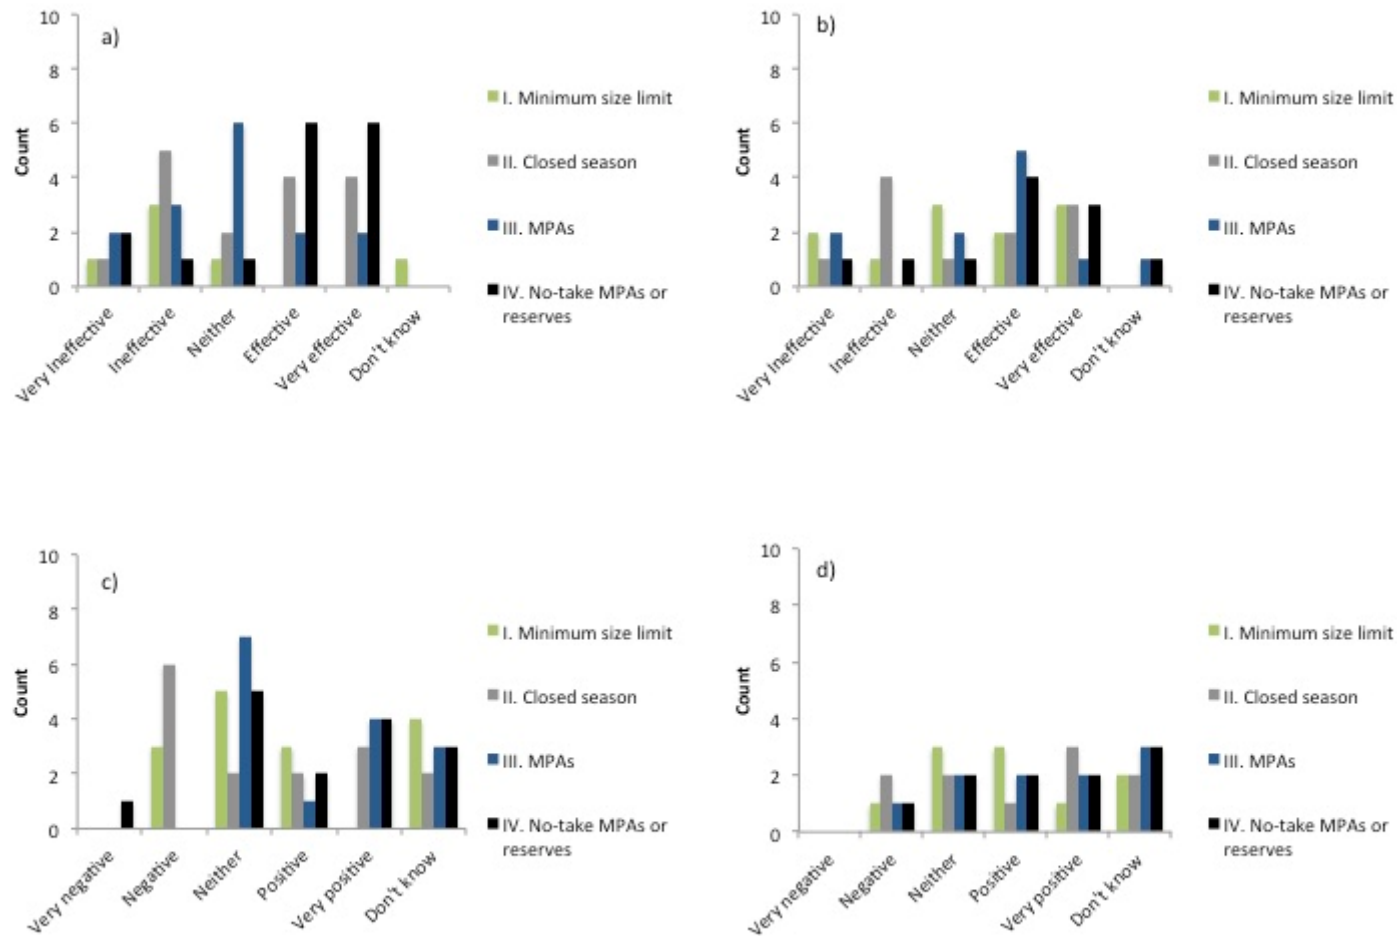 a)
10
8
6
4
2
0
Count
Very Ineffective
Ineffective
Neither
Effective
Very effective
Don't know
I. Minimum size limit
II. Closed season
III. MPAs
IV. No-take MPAs or
reserves
b)
10
8
6
4
2
0
Count
Very Ineffective
Ineffective
Neither
Effective
Very effective
Don't know
I. Minimum size limit
II. Closed season
III. MPAs
IV. No-take MPAs or
reserves
c)
10
8
6
4
2
0
Count
Very negative
Negative
Neither
Positive
Very positive
Don't know
I. Minimum size limit
II. Closed season
III. MPAs
IV. No-take MPAs or
reserves
d)
10
8
6
4
2
0
Count
Very negative
Negative
Neither
Positive
Very positive
Don't know
I. Minimum size limit
II. Closed season
III. MPAs
IV. No-take MPAs or
reserves